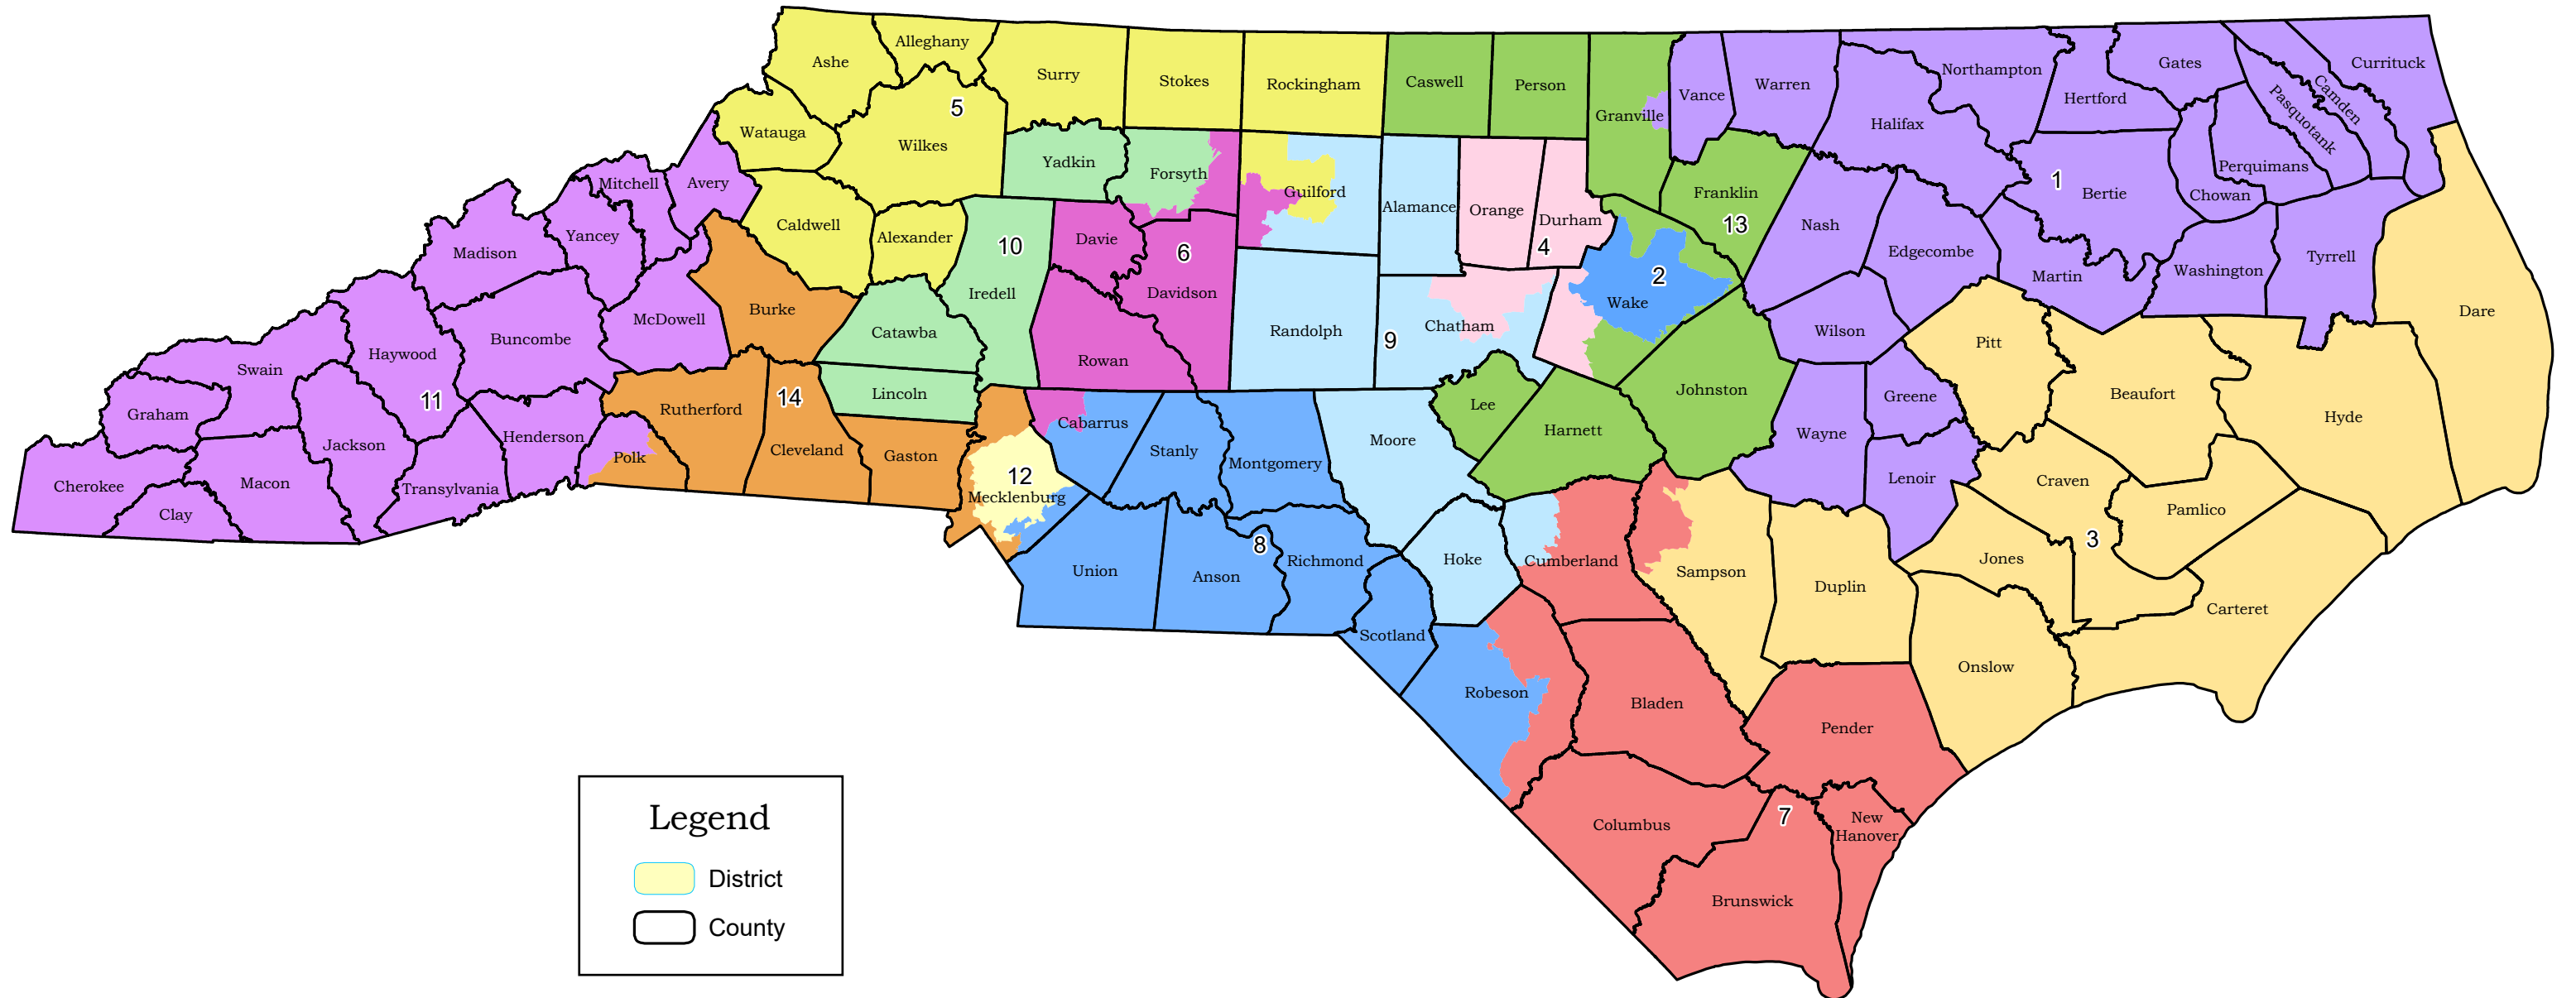 Alleghany
Ashe
Surry
Stokes
Rockingham
Caswell
Person
Granville
Vance
Warren
Northampton
Hertford
Gates
Pasquotank
Camden
Currituck
5
Watauga
Wilkes
Yadkin
Forsyth
Guilford
Halifax
Franklin
Perquimans
Chowan
1
Bertie
Mitchell
Avery
Caldwell
Alexander
10
Davie
6
Alamance
Orange
Durham
4
13
Nash
Edgecombe
Martin
Washington
Tyrrell
Dare
Madison
Yancey
McDowell
Burke
Iredell
Davidson
Randolph
9
Chatham
2
Wake
Wilson
Pitt
Beaufort
Hyde
Swain
Haywood
Buncombe
Catawba
Lincoln
Rowan
Lee
Johnston
Greene
Wayne
Graham
11
Rutherford
14
Cabarrus
Stanly
Montgomery
Moore
Harnett
Lenoir
Craven
Pamlico
Cherokee
Clay
Macon
Jackson
Transylvania
Henderson
Polk
Cleveland
Gaston
12
Mecklenburg
Union
Anson
8
Richmond
Hoke
Cumberland
Sampson
Duplin
Jones
3
Carteret
Scotland
Robeson
Bladen
Onslow
Pender
Columbus
7
New
Hanover
Brunswick
Legend
District
County